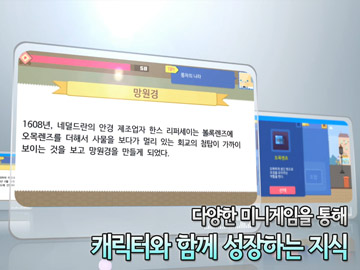 58
망원경
1608년, 네덜드란의 안경 제조업자 한스 리퍼세이는 볼록렌즈에
오목렌즈를 더해서 사물을 보다가 멀리 있는 회교의 첨탑이 가까이
보이는 것을 보고 망원경을 만들게 되었다.
오목렌즈
다양한 미니게임을 통해
캐릭터와 함께 성장하는 지식